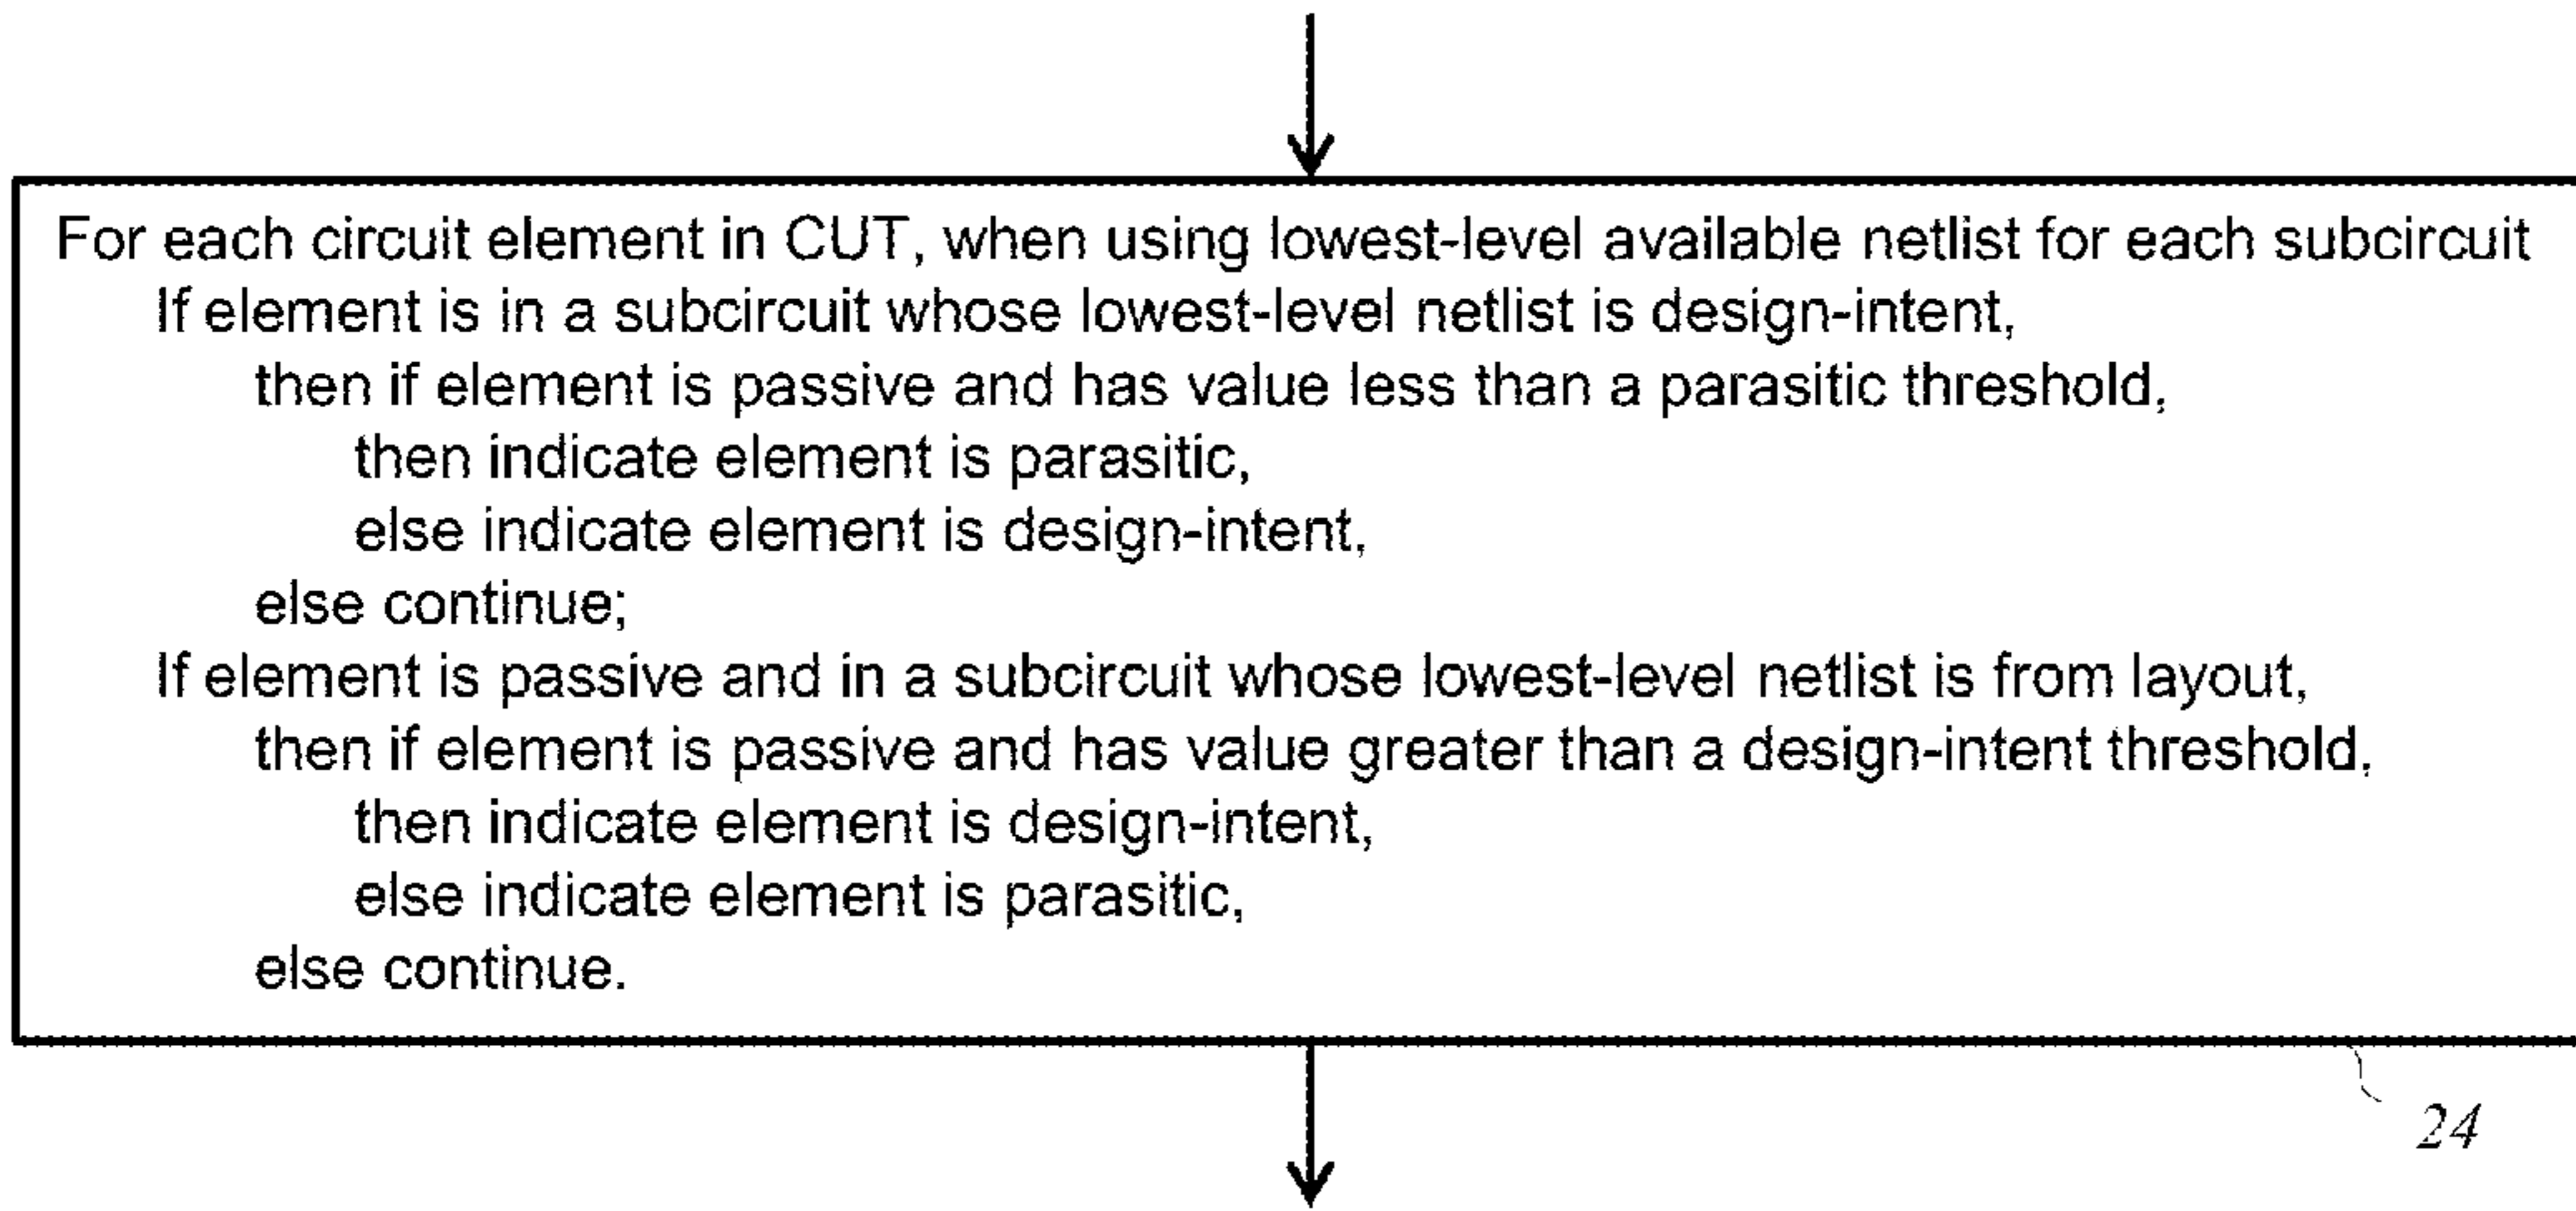 For each circuit element in CUT, when using lowest-level available netlist for each subcircuit
If element is in a subcircuit whose lowest-level netlist is design-intent,
then if element is passive and has value less than a parasitic threshold,
then indicate element is parasitic,
else indicate element is design-intent,
else continue;
If element is passive and in a subcircuit whose lowest-level netlist is from layout,
then if element is passive and has value greater than a design-intent threshold,
then indicate element is design-intent,
else indicate element is parasitic,
else continue.
24